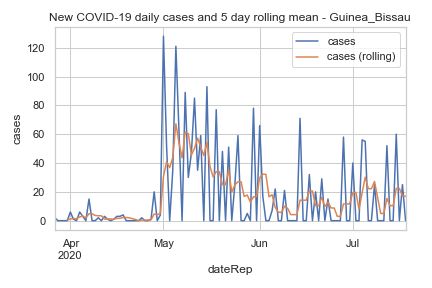 New COVID-19 daily cases and 5 day rolling mean - Guinea_Bissau
cases
cases (rolling)
120
100
80
60
40
20
0
cases
Apr
2020
May
Jun
Jul
dateRep